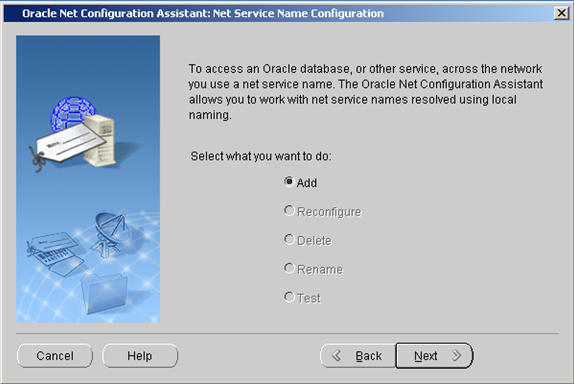 Oracle Net Configuration Assistant: Net Service Name Configuration
To access an Oracle database, or other service, across the network
you use a net service name. The Oracle Net Configuration Assistant
allows you to work with net service names resolved using local
naming.
Select what you want to do:
Add
Reconfigure
Delete
Rename
Test
Cancel
Help
Back
Next